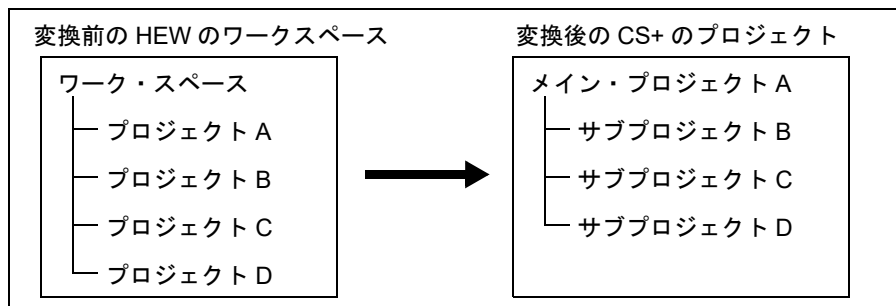 変換前の HEW のワークスペース
ワーク・スペース
プロジェクト A
プロジェクト B
プロジェクト C
プロジェクト D
変換後の CS+ のプロジェクト
メイン・プロジェクト A
サブプロジェクト B
サブプロジェクト C
サブプロジェクト D